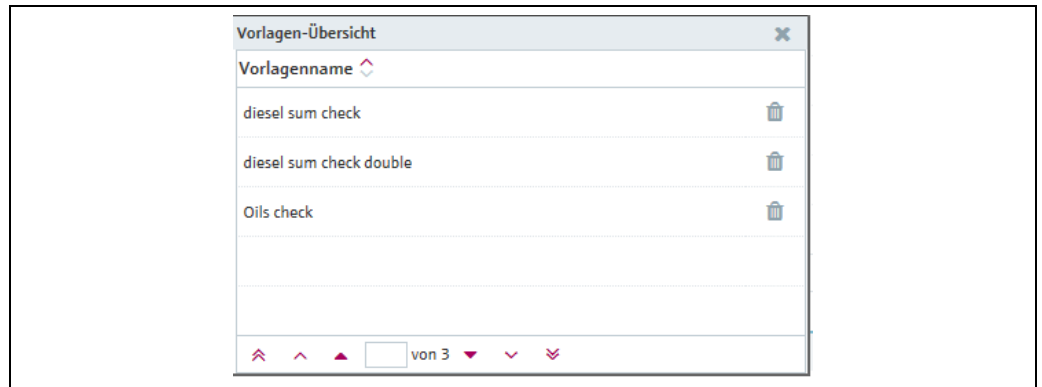 Vorlagen-Übersicht
Vorlagenname
diesel sum check
diesel sum check double
Oils check
von 3